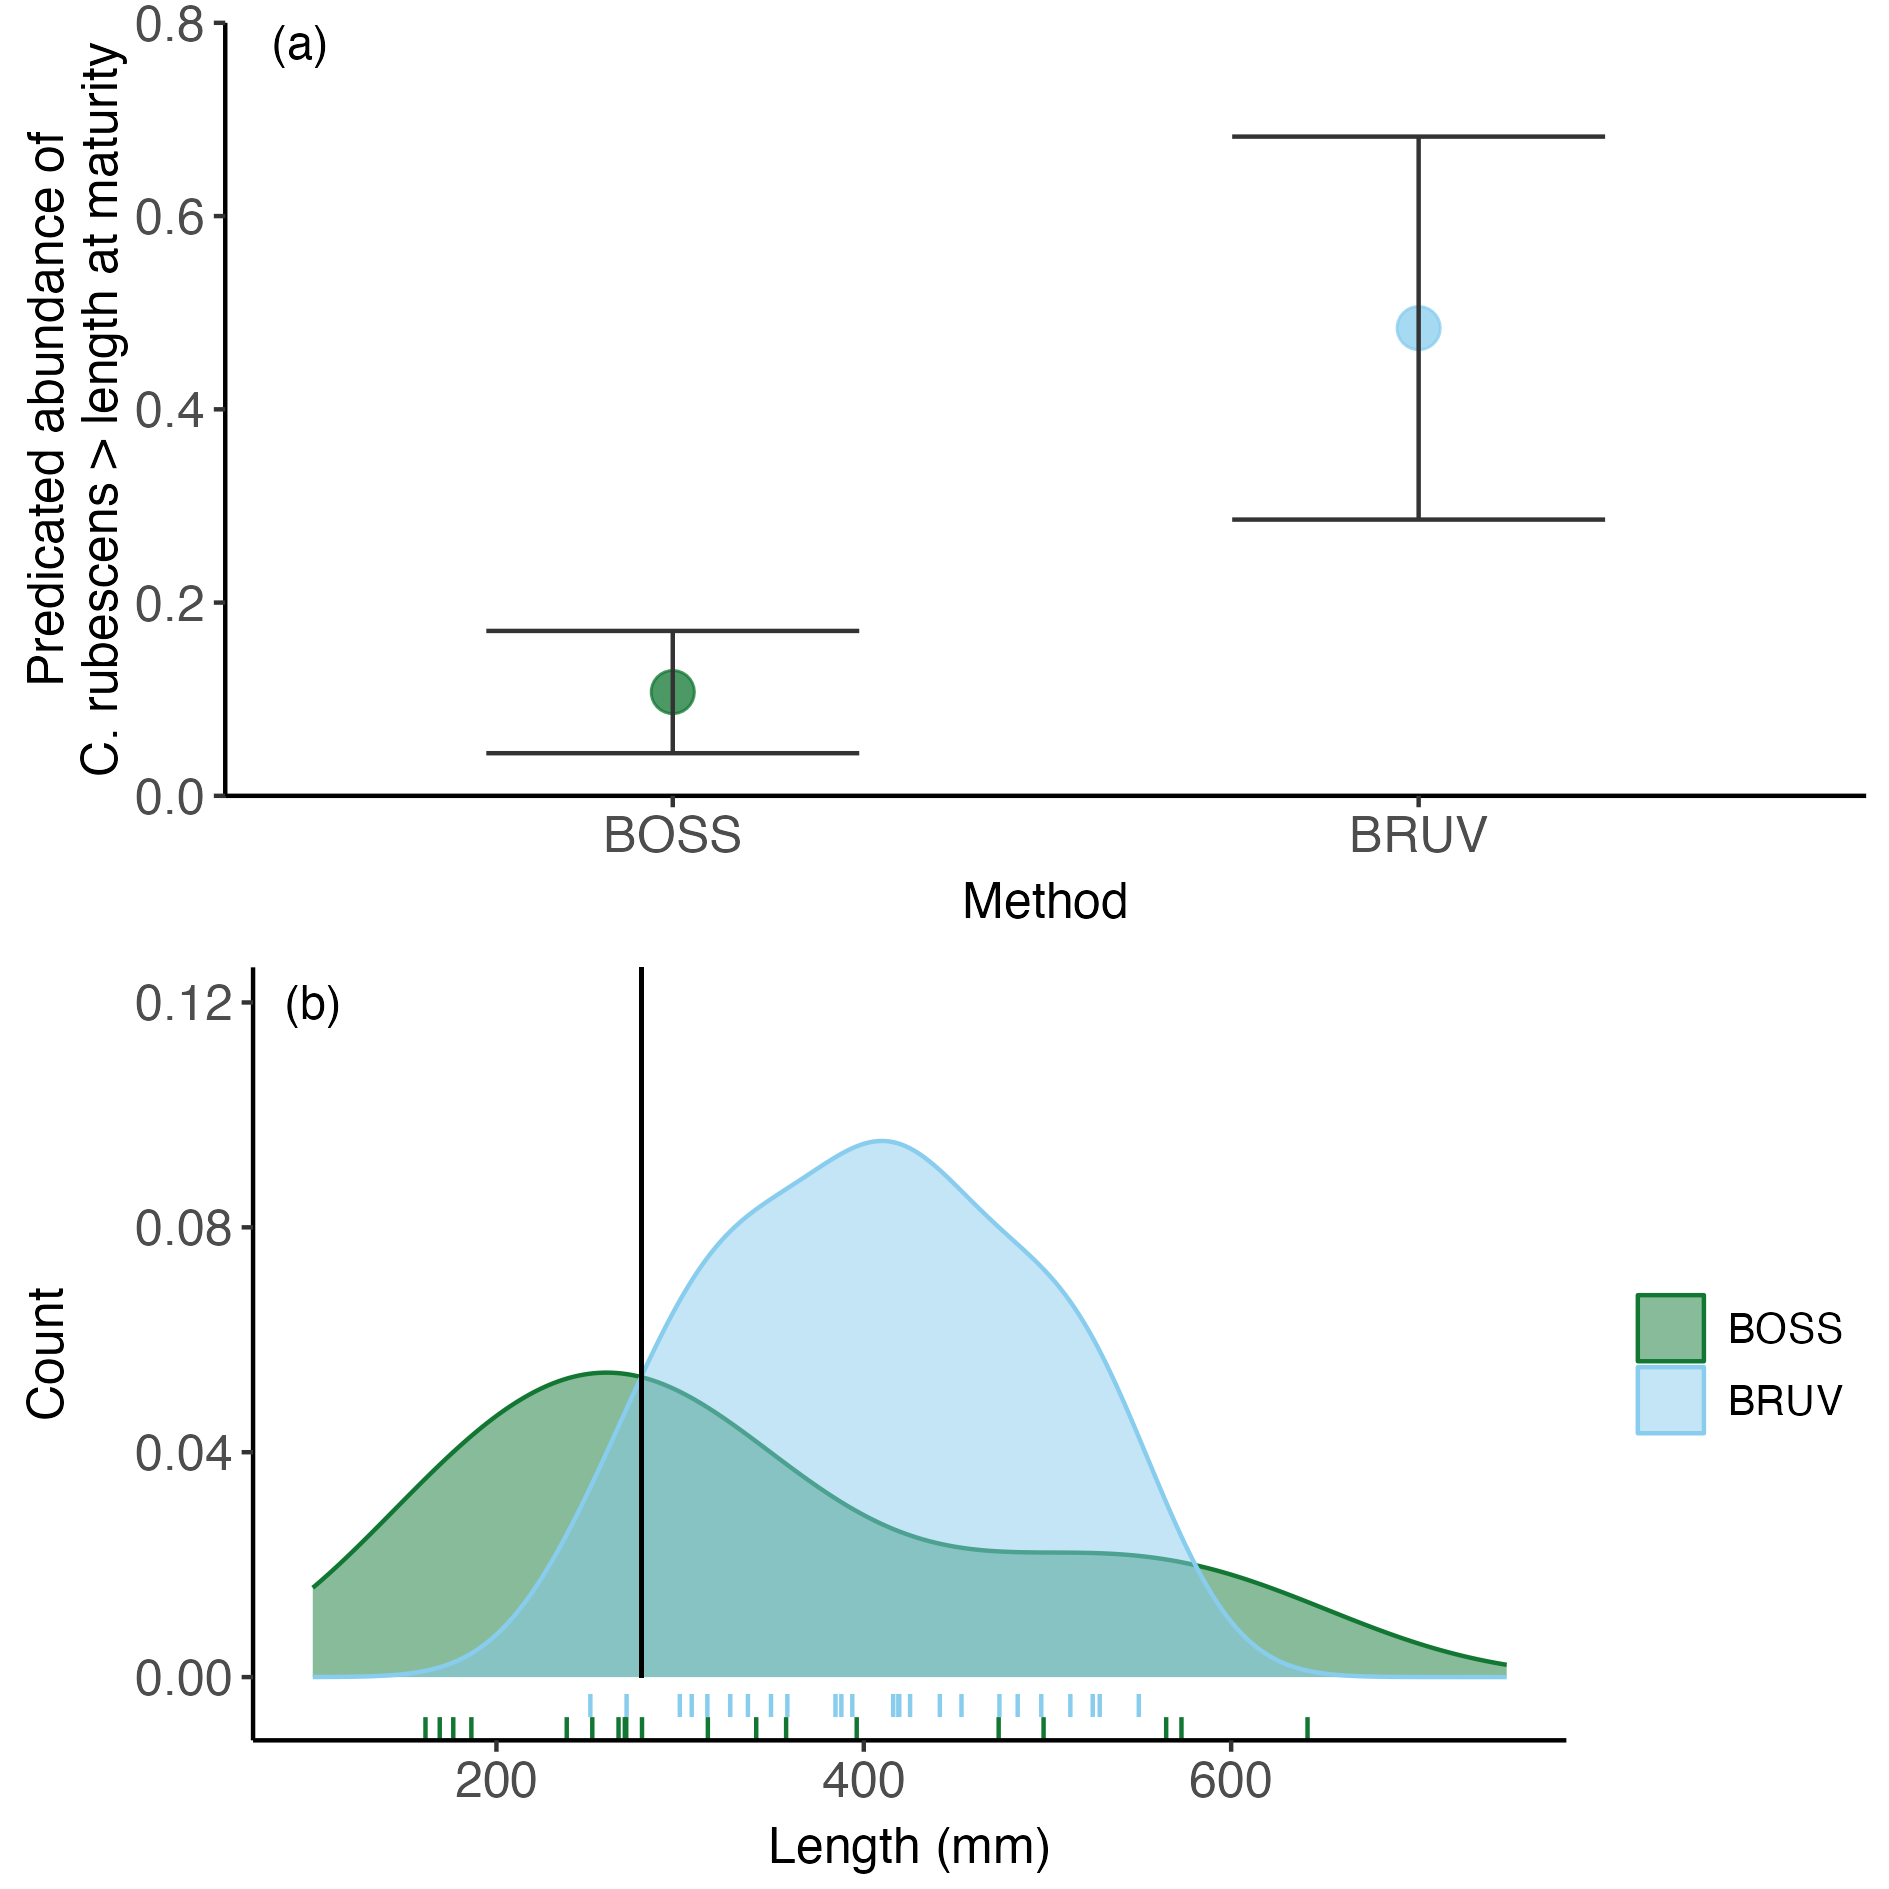 (a)
Predicated abundance of
C. rubescens > length at maturity
0.8
0.6
0.4
0.2
0.0
BOSS
BRUV
Method
(b)
Count
0.12
0.08
0.04
0.00
200
400
600
Length (mm)
BOSS
BRUV